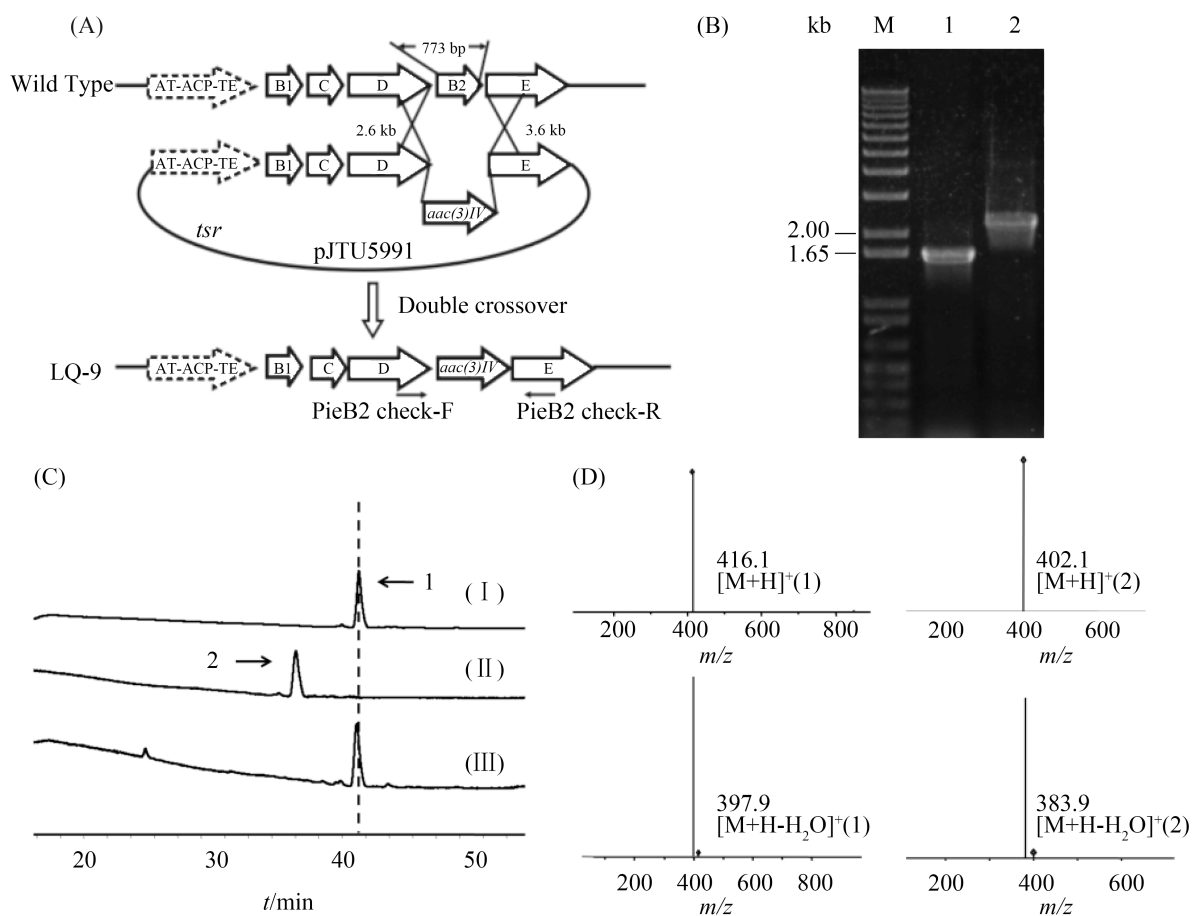 (A)
773 bp
Wild Type
AT-ACP-TE B1 C D B2 E
2.6 kb 3.6 kb
AT-ACP-TE B1 C D E
aac(3)IV
tsr
pJTU5991
Double crossover
LQ-9
AT-ACP-TE B1 C D aac(3)IV E
PieB2 check-F PieB2 check-R
(B)
kb M 1 2
2.00
1.65
(C)
1 (Ⅰ)
2 (Ⅱ)
(III)
20 30 40 50
t/min
(D)
416.1
[M+H]⁺(1)
200 400 600 800
m/z
402.1
[M+H]⁺(2)
200 400 600
m/z
397.9
[M+H-H₂O]⁺(1)
200 400 600 800
m/z
383.9
[M+H-H₂O]⁺(2)
200 400 600
m/z